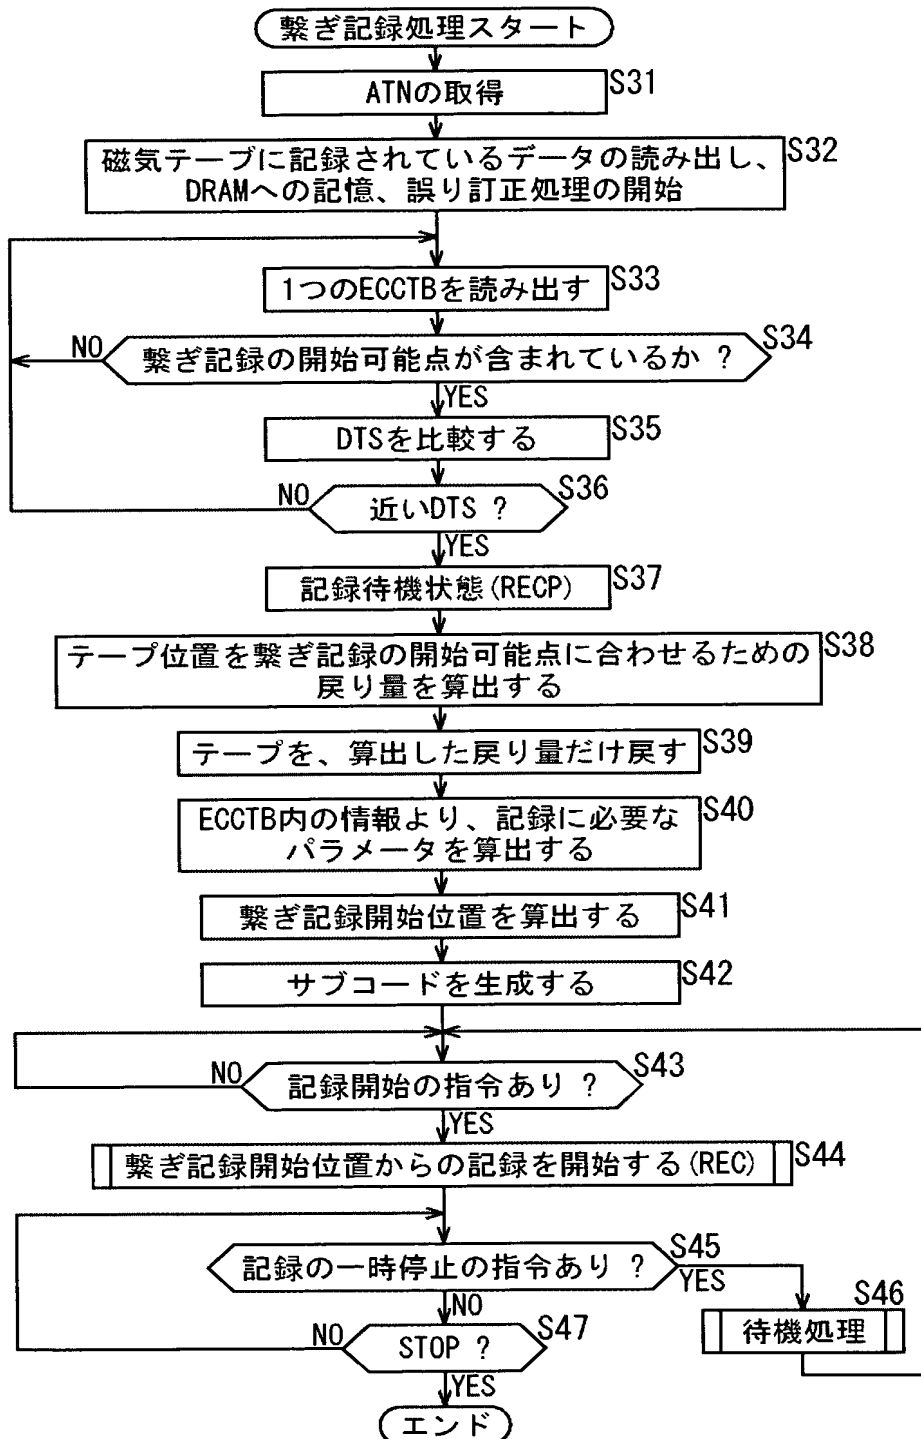 繋ぎ記録処理スタート
ATNの取得
S31
磁気テープに記録されているデータの読み出し、
DRAMへの記憶、誤り訂正処理の開始
S32
1つのECCTBを読み出す
S33
繋ぎ記録の開始可能点が含まれているか ?
S34
NO
YES
DTSを比較する
S35
近いDTS ?
S36
NO
YES
記録待機状態(RECP)
S37
テープ位置を繋ぎ記録の開始可能点に合わせるための
戻り量を算出する
S38
テープを、算出した戻り量だけ戻す
S39
ECCTB内の情報より、記録に必要な
パラメータを算出する
S40
繋ぎ記録開始位置を算出する
S41
サブコードを生成する
S42
記録開始の指令あり ?
S43
NO
YES
繋ぎ記録開始位置からの記録を開始する(REC)
S44
記録の一時停止の指令あり ?
S45
YES
NO
待機処理
S46
STOP ?
S47
NO
YES
エンド